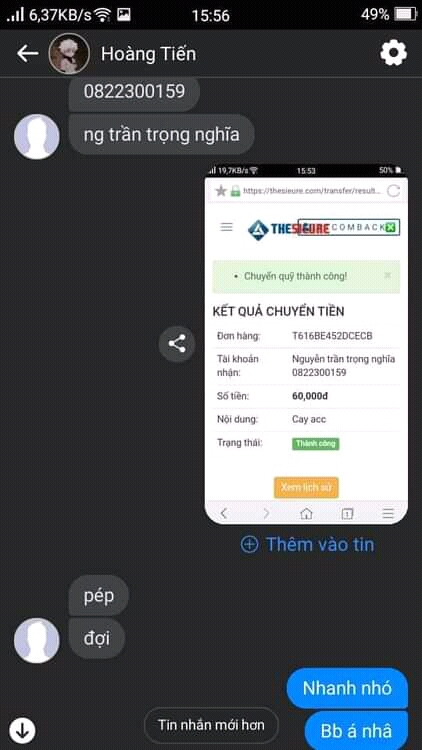 6,37KB/s 15:56 49%
Hoàng Tiến
0822300159
ng trần trọng nghĩa
19,7KB/s 15:53 50%
https://thesieure.com/transfer/result...
THESIEURE COMBACK
Chuyển quỹ thành công!
KẾT QUẢ CHUYỂN TIỀN
Đơn hàng: T616BE452DCECB
Tài khoản nhận: Nguyễn trần trọng nghĩa
0822300159
Số tiền: 60,000đ
Nội dung: Cay acc
Trạng thái: Thành công
Xem lịch sử
1
Thêm vào tin
pép
đợi
Nhanh nhó
Tin nhắn mới hơn
Bb á nhâ